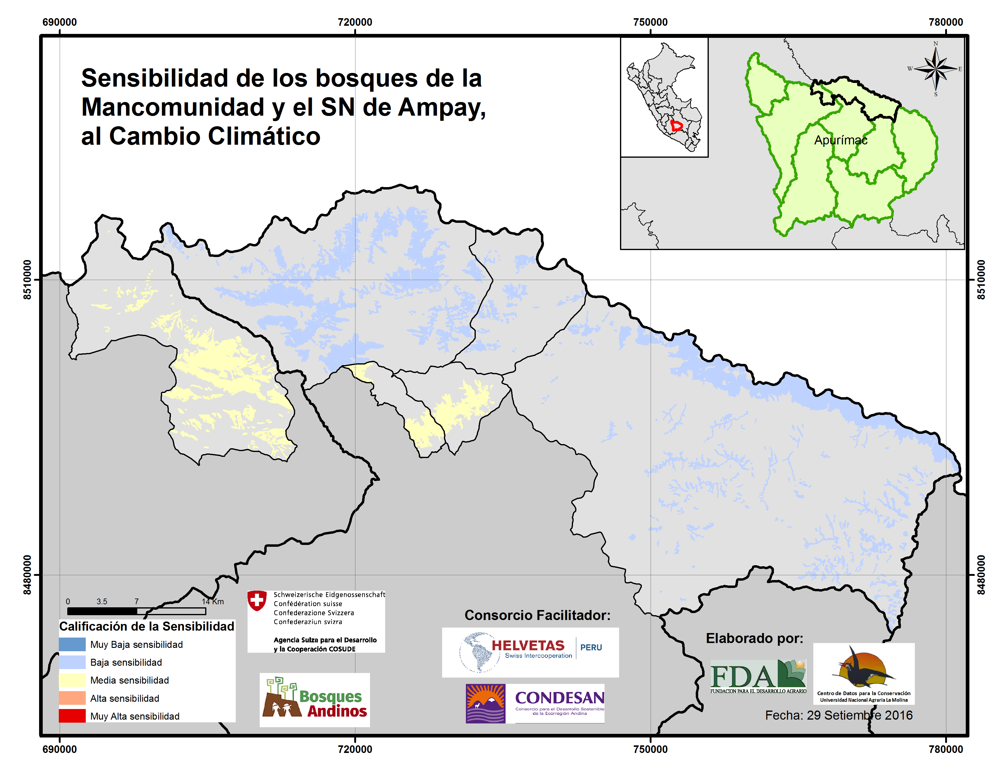 690000
720000
750000
780000
Sensibilidad de los bosques de la
Mancomunidad y el SN de Ampay,
al Cambio Climático
N
W
E
S
Apurímac
8510000
8510000
8480000
8480000
0 3.5 7 14 Km
Calificación de la Sensibilidad
Muy Baja sensibilidad
Baja sensibilidad
Media sensibilidad
Alta sensibilidad
Muy Alta sensibilidad
Schweizerische Eidgenossenschaft
Confédération suisse
Confederazione Svizzera
Confederaziun svizra
Agencia Suiza para el Desarrollo
y la Cooperación COSUDE
Bosques
Andinos
Consorcio Facilitador:
HELVETAS
Swiss Intercooperation
PERU
CONDESAN
Consorcio para el Desarrollo Sostenible
de la Ecorregión Andina
Elaborado por:
FDA
FUNDACION PARA EL DESARROLLO AGRARIO
Centro de Datos para la Conservación
Universidad Nacional Agraria La Molina
Fecha: 29 Setiembre 2016
690000
720000
750000
780000